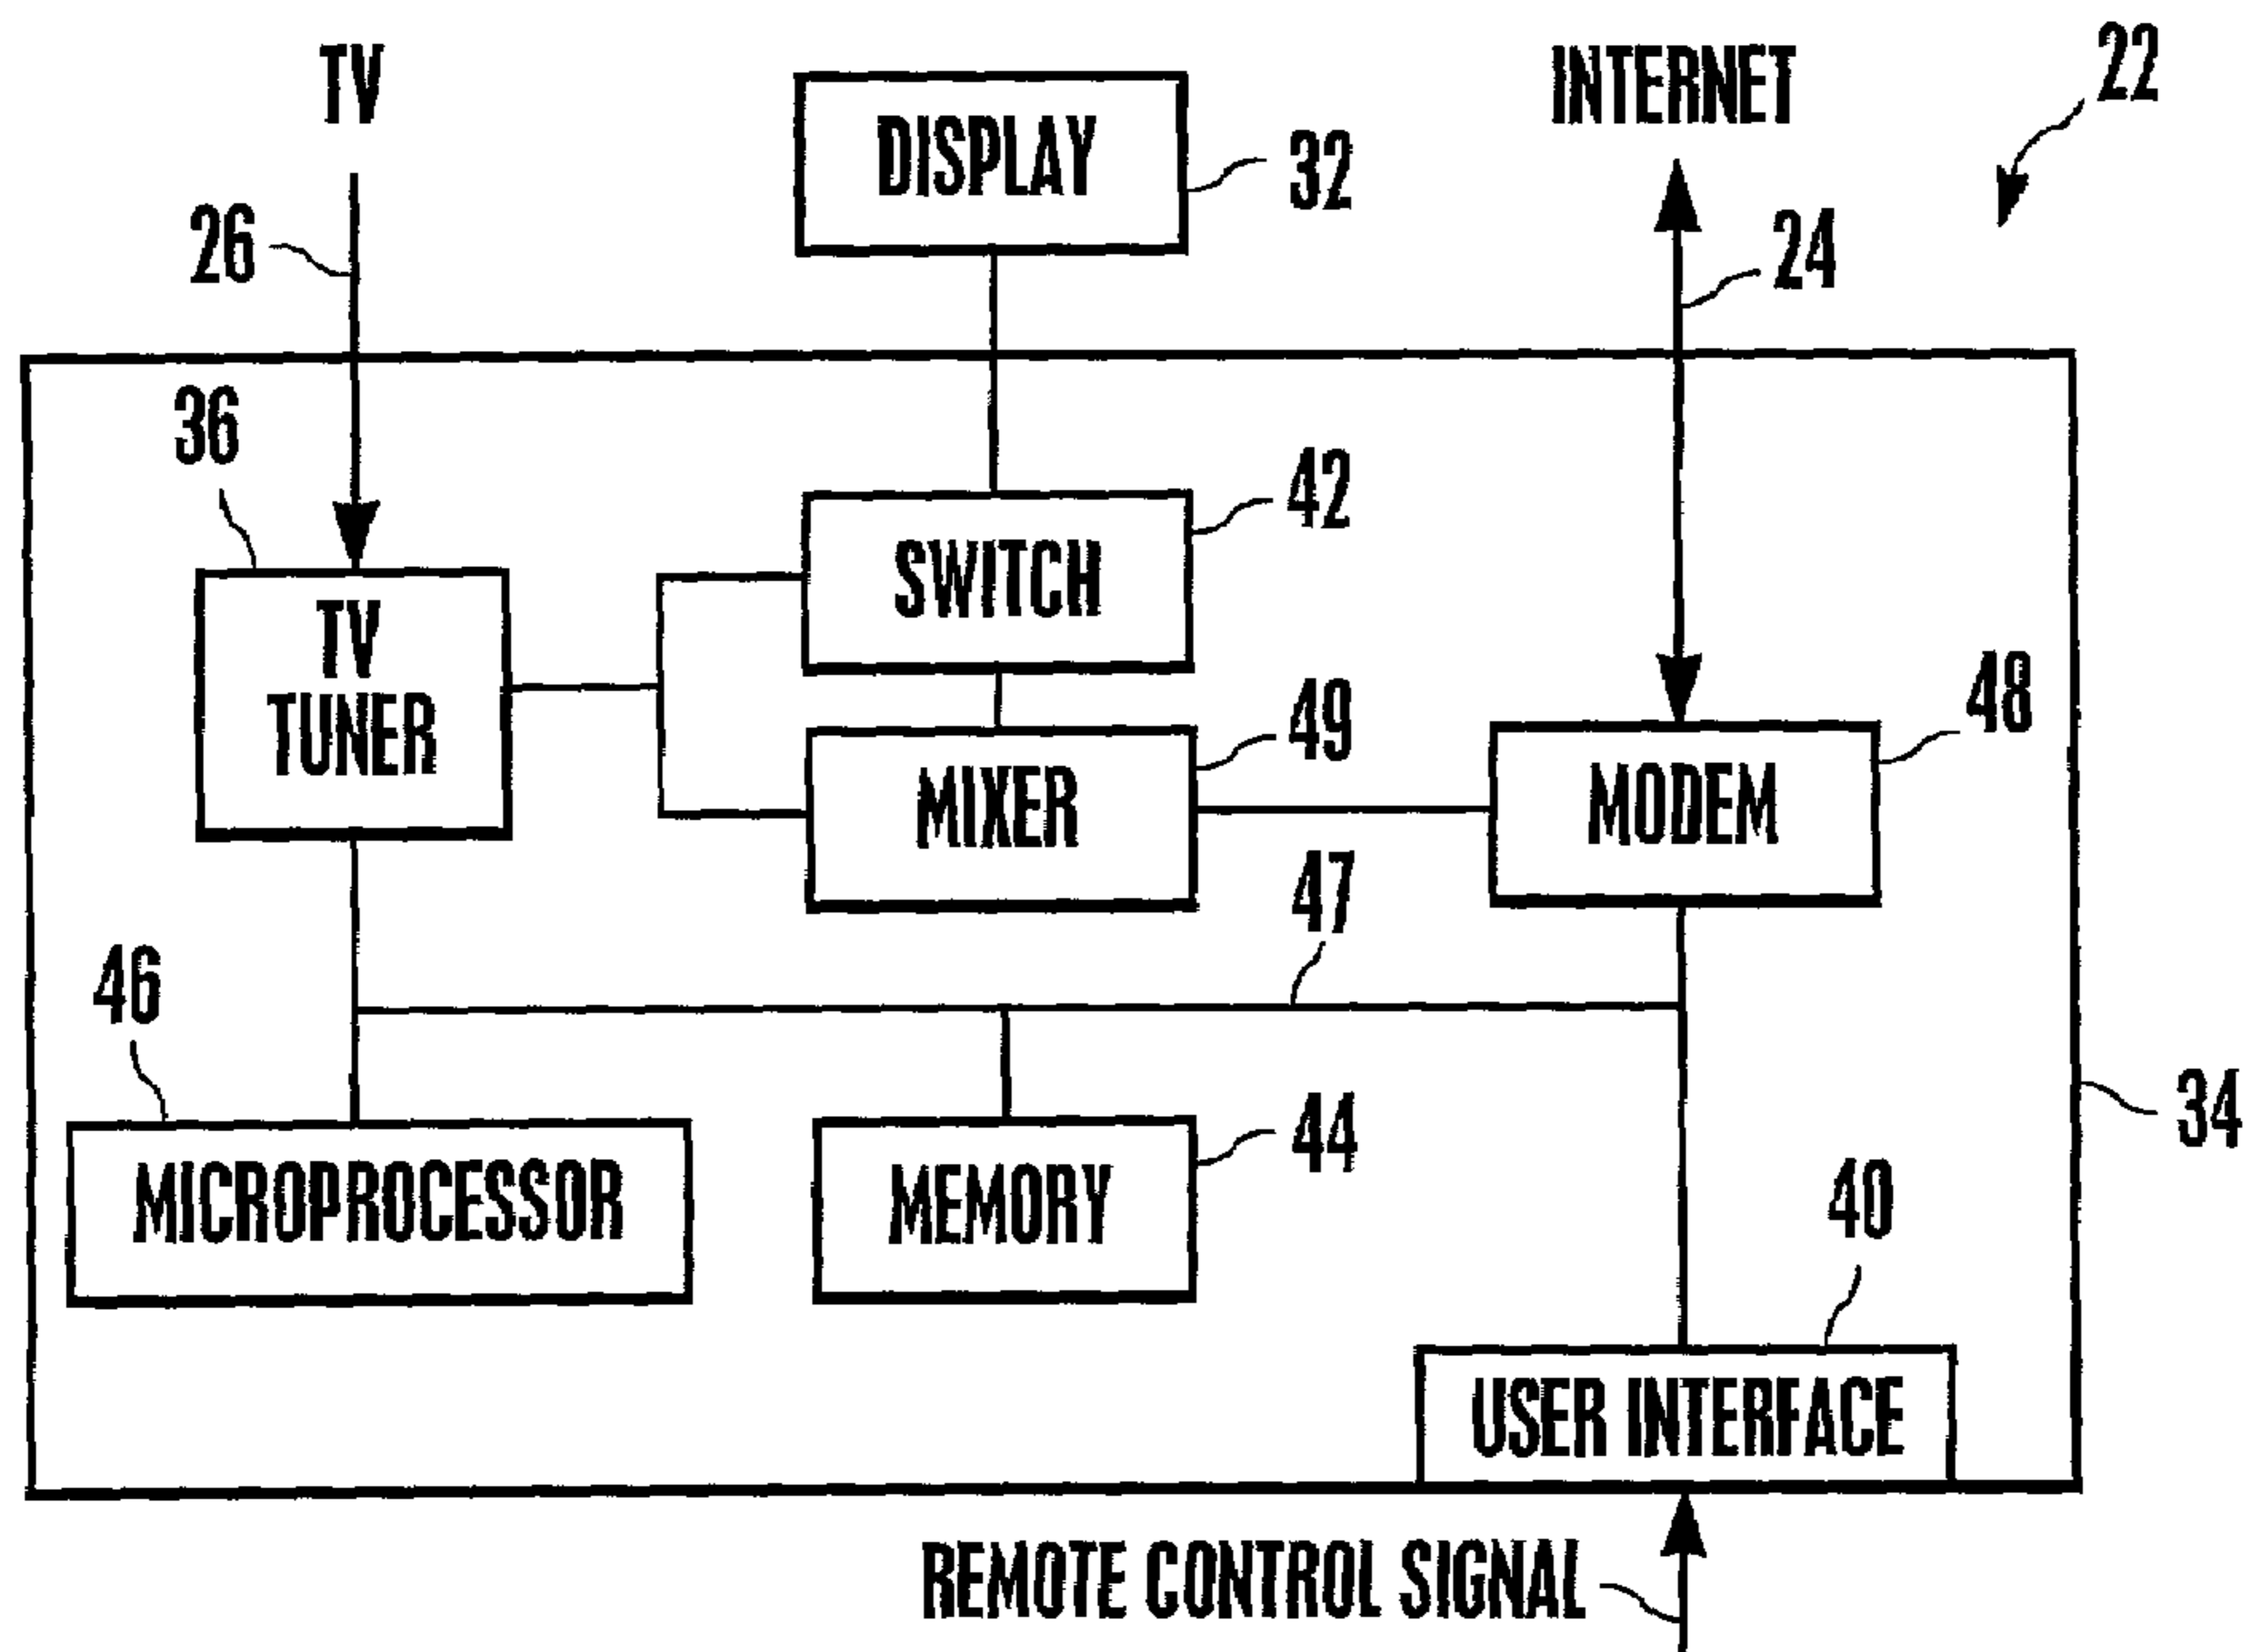 TV
DISPLAY
INTERNET
22
32
26
24
36
42
SWITCH
TV
TUNER
49
48
MIXER
MODEM
47
46
34
44
MICROPROCESSOR
MEMORY
40
USER INTERFACE
REMOTE CONTROL SIGNAL